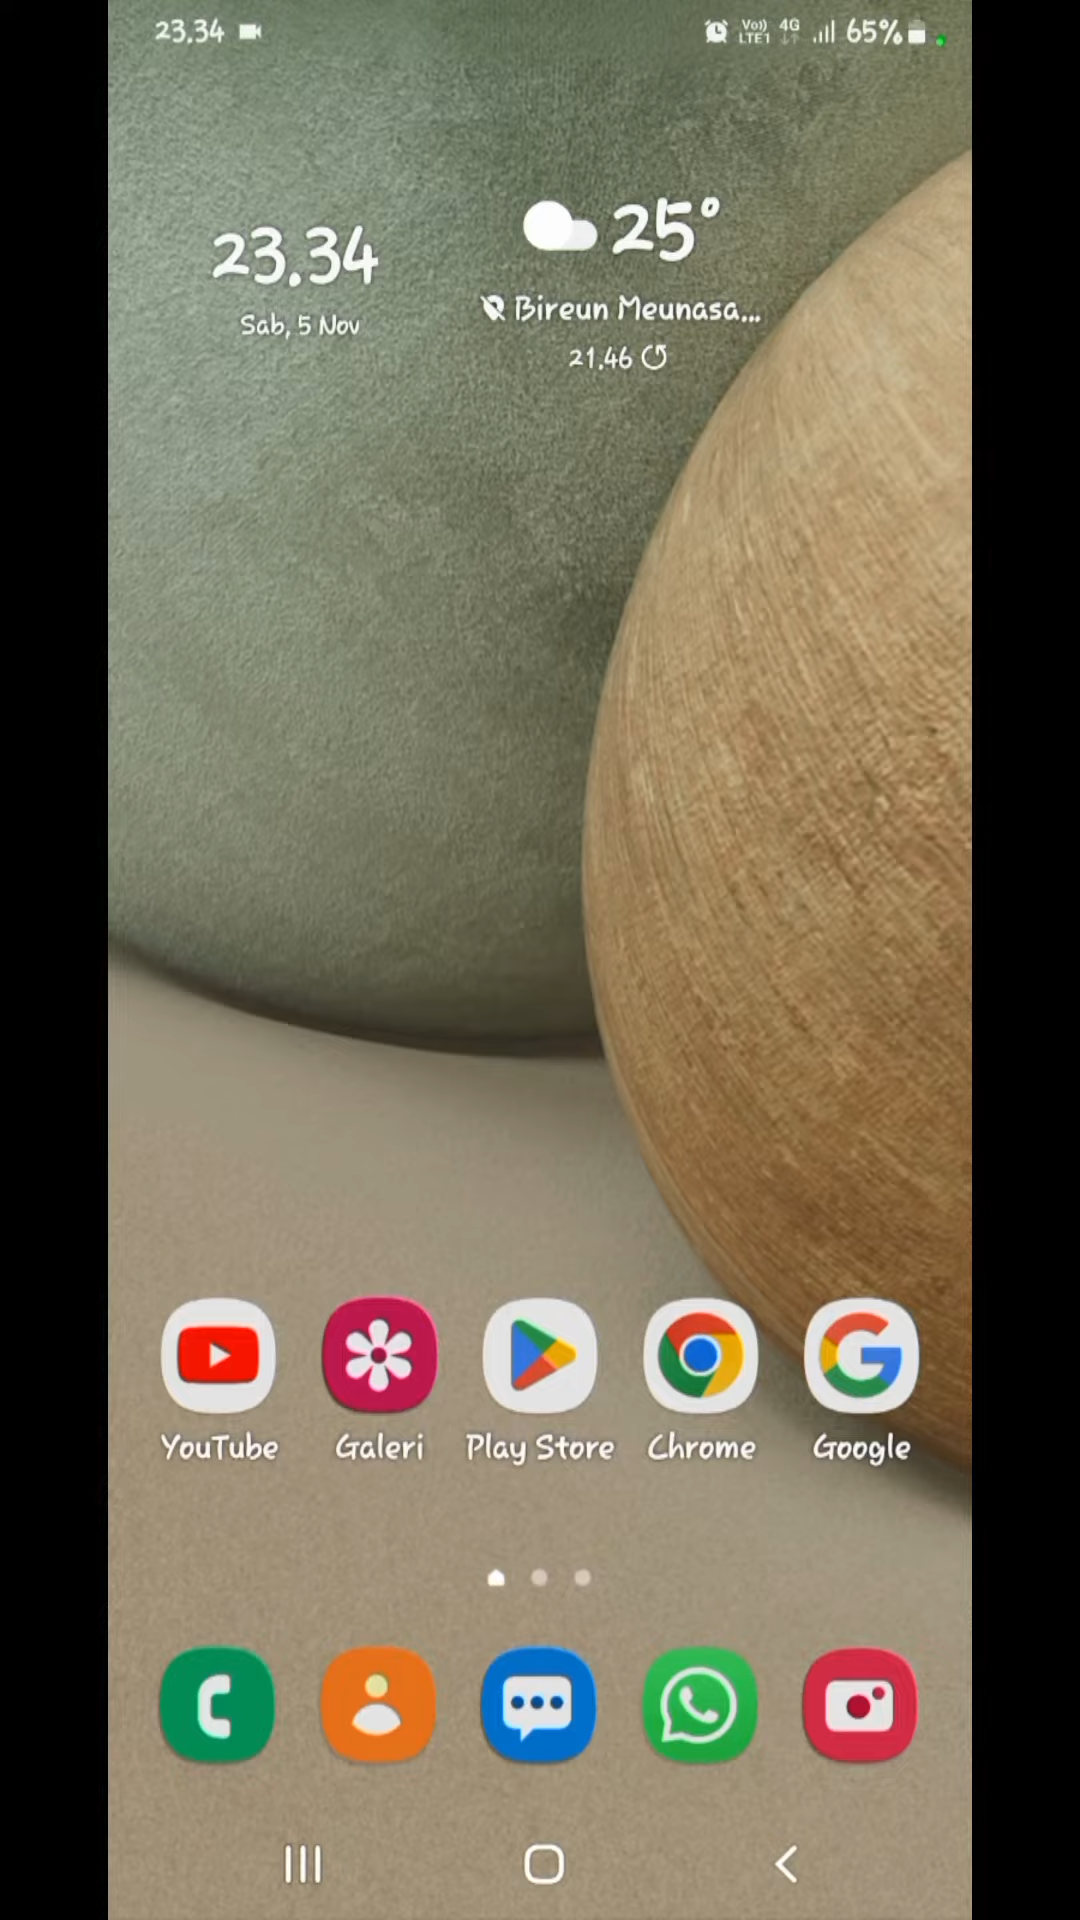 23.34
Vo))
LTE1
4G
65%
23.34
Sab, 5 Nov
25°
Bireun Meunasa...
21.46
YouTube
Galeri
Play Store
Chrome
Google